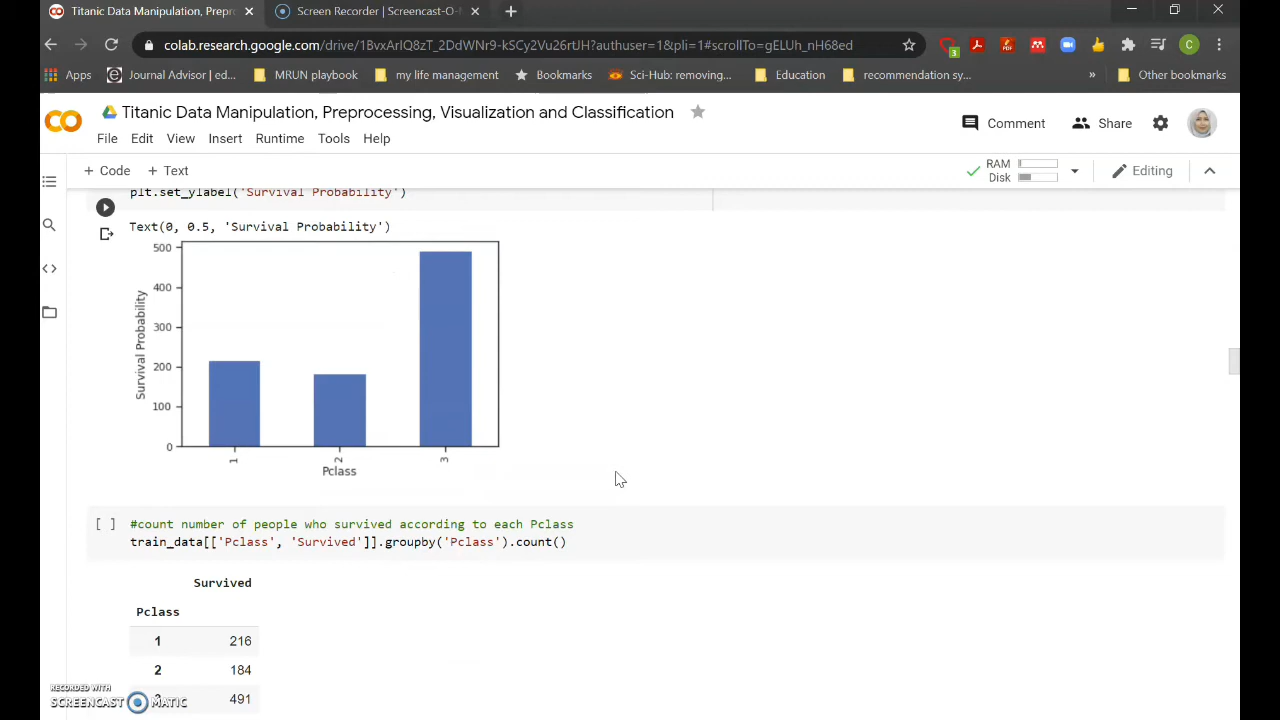 Titanic Data Manipulation, Prepro
Screen Recorder | Screencast-O-M
colab.research.google.com/drive/1BvxArIQ8zT_2DdWNr9-kSCy2Vu26rtJH?authuser=1&pli=1#scrollTo=gELUh_nH68ed
3
PDF
C
Apps
Journal Advisor | ed...
MRUN playbook
my life management
Bookmarks
Sci-Hub: removing...
Education
recommendation sy...
»
Other bookmarks
Titanic Data Manipulation, Preprocessing, Visualization and Classification
Comment
Share
File Edit View Insert Runtime Tools Help
+ Code + Text
RAM
Disk
Editing
plt.set_ylabel('Survival Probability')
Text(0, 0.5, 'Survival Probability')
500
400
300
200
100
0
Survival Probability
1
2
3
Pclass
[ ] #count number of people who survived according to each Pclass
train_data[['Pclass', 'Survived']].groupby('Pclass').count()
Survived
Pclass
1 216
2 184
491
RECORDED WITH
SCREENCAST MATIC